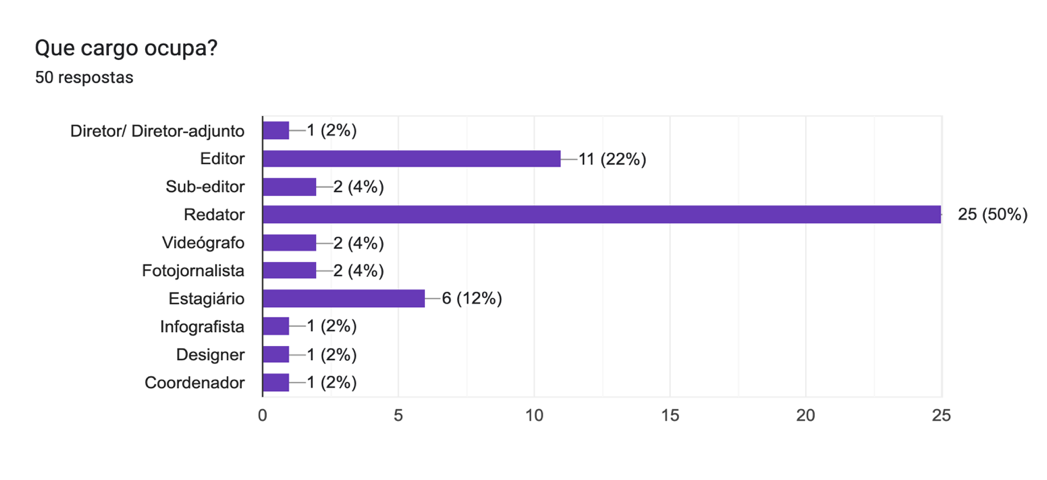 Que cargo ocupa?
50 respostas
Diretor/ Diretor-adjunto 1 (2%)
Editor 11 (22%)
Sub-editor 2 (4%)
Redator 25 (50%)
Videógrafo 2 (4%)
Fotojornalista 2 (4%)
Estagiário 6 (12%)
Infografista 1 (2%)
Designer 1 (2%)
Coordenador 1 (2%)
0 5 10 15 20 25